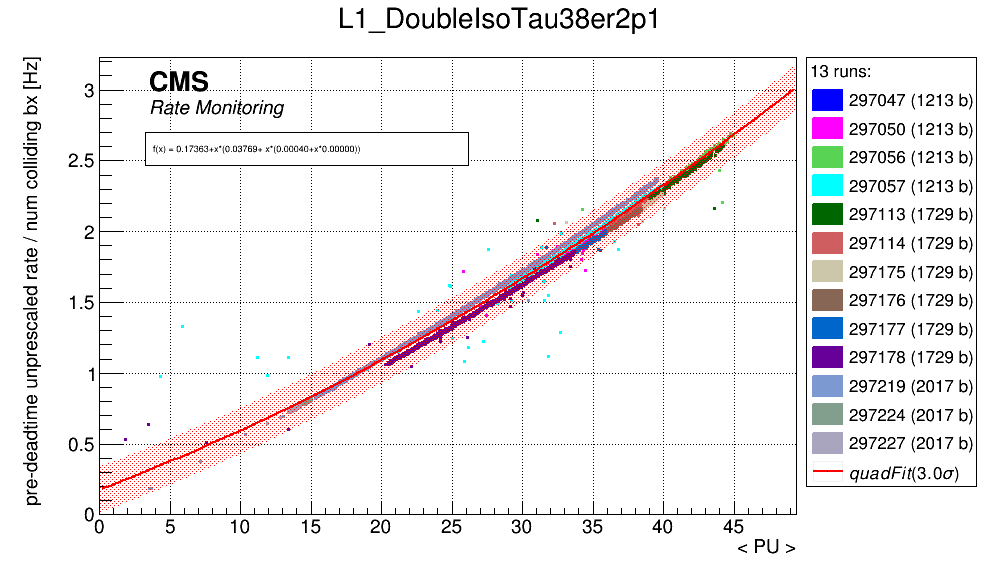 L1_DoubleIsoTau38er2p1
pre-deadtime unprescaled rate / num colliding bx [Hz]
CMS
Rate Monitoring
f(x) = 0.17363+x*(0.03769+ x*(0.00040+x*0.00000))
3
2.5
2
1.5
1
0.5
0
0 5 10 15 20 25 30 35 40 45
< PU >
13 runs:
297047 (1213 b)
297050 (1213 b)
297056 (1213 b)
297057 (1213 b)
297113 (1729 b)
297114 (1729 b)
297175 (1729 b)
297176 (1729 b)
297177 (1729 b)
297178 (1729 b)
297219 (2017 b)
297224 (2017 b)
297227 (2017 b)
quadFit(3.0σ)